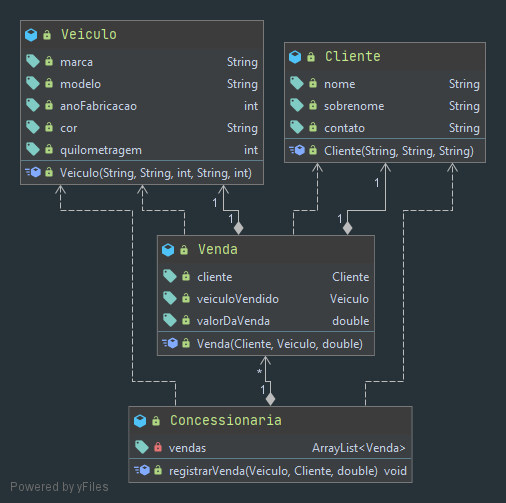 Veiculo
marca String
modelo String
anoFabricacao int
cor String
quilometragem int
Veiculo(String, String, int, String, int)
Cliente
nome String
sobrenome String
contato String
Cliente(String, String, String)
1
1
1
1
Venda
cliente Cliente
veiculoVendido Veiculo
valorDaVenda double
Venda(Cliente, Veiculo, double)
*
1
Concessionaria
vendas ArrayList<Venda>
registrarVenda(Veiculo, Cliente, double) void
Powered by yFiles